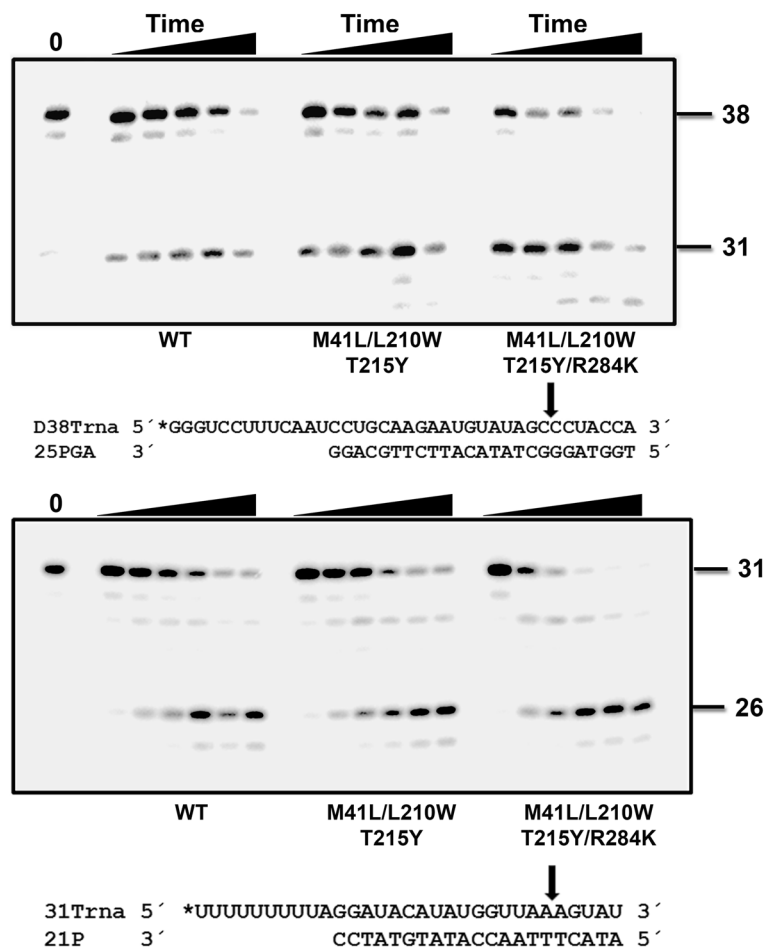 0 Time Time Time
38
31
WT M41L/L210W M41L/L210W
T215Y T215Y/R284K
D38Trna 5´ *GGGUCCUUUCAAUCCUGCAAGAAUGUAUAGCCCUACCA 3´
25PGA 3´ GGACGTTCTTACATATCGGGATGGT 5´
0
31
26
WT M41L/L210W M41L/L210W
T215Y T215Y/R284K
31Trna 5´ *UUUUUUUUUAGGAUACAUAUGGUUAAAGUAU 3´
21P 3´ CCTATGTATACCAATTTCATA 5´